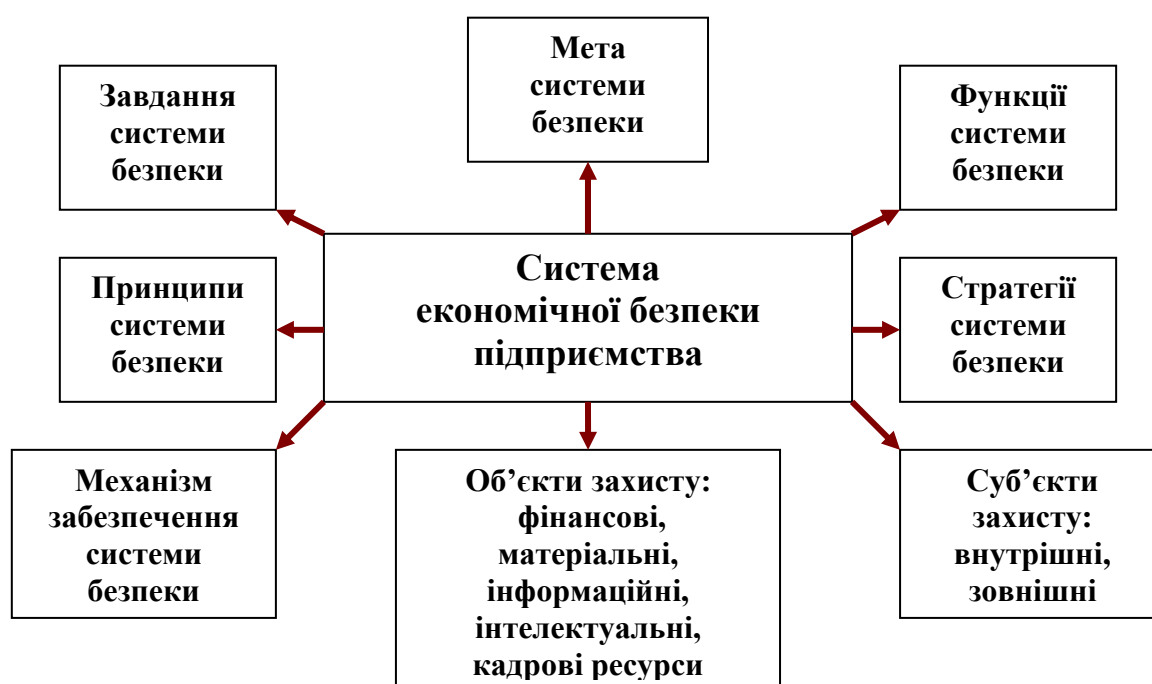 Мета
системи
безпеки
Завдання
системи
безпеки
Функції
системи
безпеки
Система
економічної безпеки
підприємства
Принципи
системи
безпеки
Стратегії
системи
безпеки
Механізм
забезпечення
системи
безпеки
Об’єкти захисту:
фінансові,
матеріальні,
інформаційні,
інтелектуальні,
кадрові ресурси
Суб’єкти
захисту:
внутрішні,
зовнішні